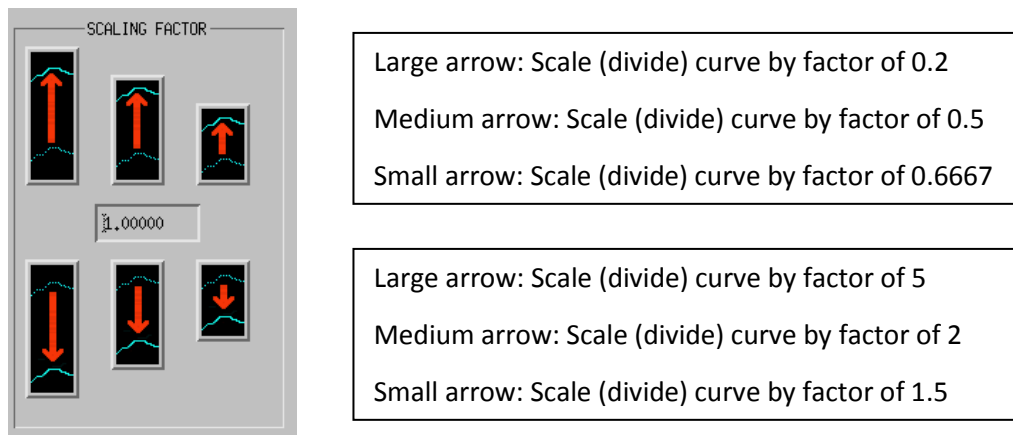 SCALING FACTOR
Large arrow: Scale (divide) curve by factor of 0.2
Medium arrow: Scale (divide) curve by factor of 0.5
Small arrow: Scale (divide) curve by factor of 0.6667
1.00000
Large arrow: Scale (divide) curve by factor of 5
Medium arrow: Scale (divide) curve by factor of 2
Small arrow: Scale (divide) curve by factor of 1.5